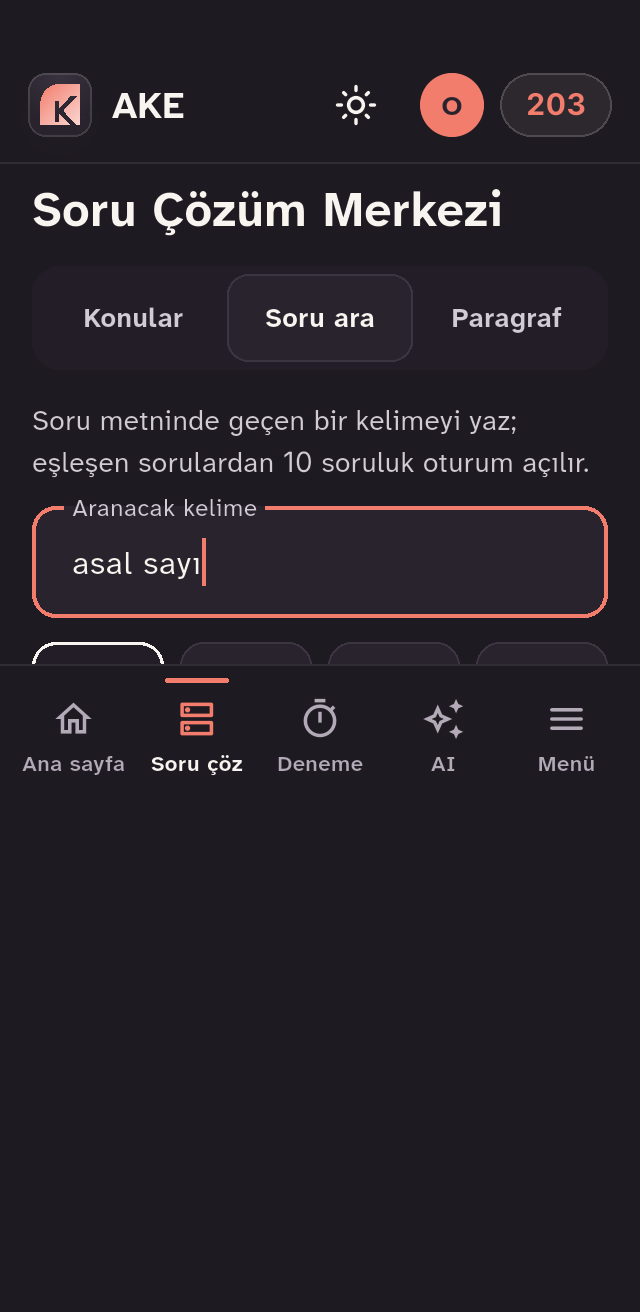 AKE
O
203
Soru Çözüm Merkezi
Konular
Soru ara
Paragraf
Soru metninde geçen bir kelimeyi yaz;
eşleşen sorulardan 10 soruluk oturum açılır.
Aranacak kelime
asal sayı
Ana sayfa
Soru çöz
Deneme
AI
Menü